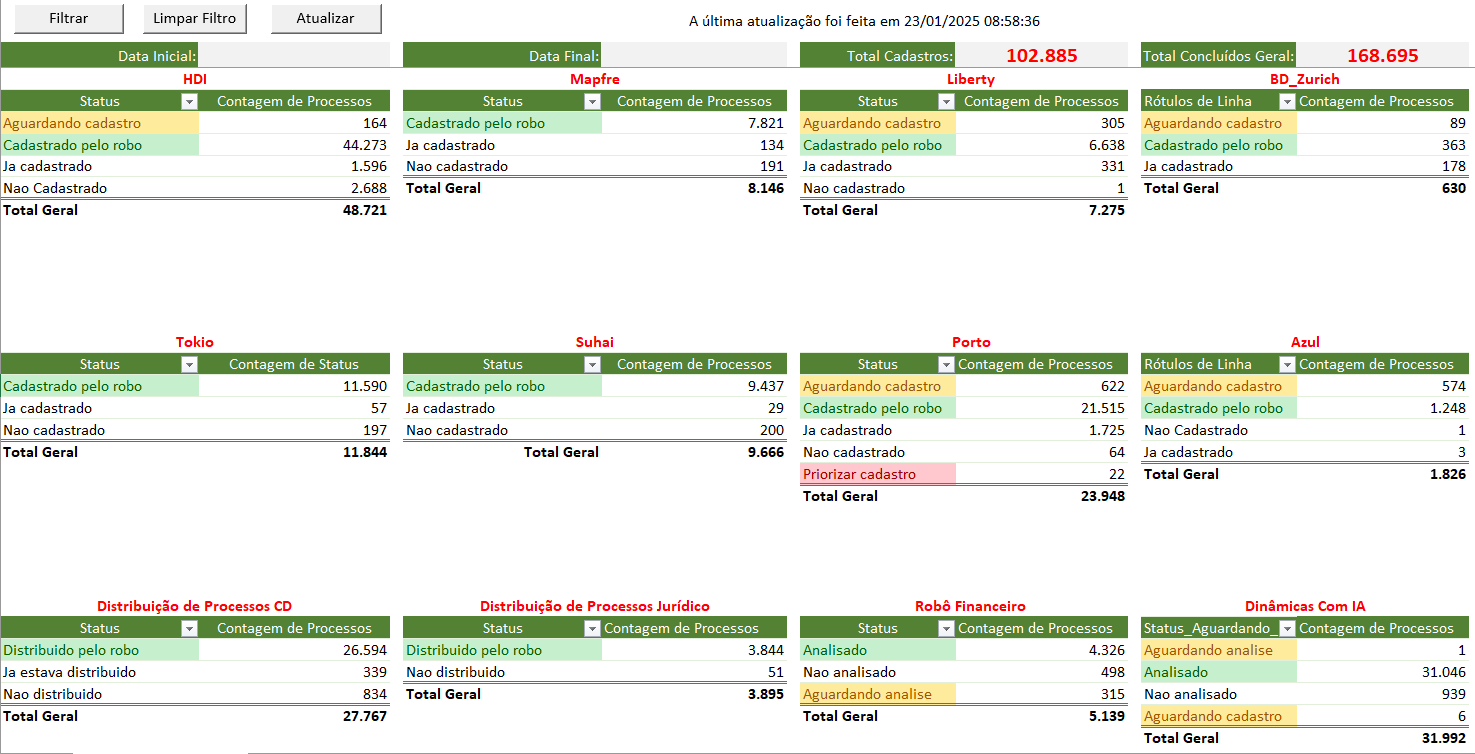 Filtrar Limpar Filtro Atualizar A última atualização foi feita em 23/01/2025 08:58:36
Data Inicial: Data Final: Total Cadastros: 102.885 Total Concluídos Geral: 168.695
HDI
Status Contagem de Processos
Aguardando cadastro 164
Cadastrado pelo robo 44.273
Ja cadastrado 1.596
Nao Cadastrado 2.688
Total Geral 48.721
Mapfre
Status Contagem de Processos
Cadastrado pelo robo 7.821
Ja cadastrado 134
Nao cadastrado 191
Total Geral 8.146
Liberty
Status Contagem de Processos
Aguardando cadastro 305
Cadastrado pelo robo 6.638
Ja cadastrado 331
Nao cadastrado 1
Total Geral 7.275
BD_Zurich
Rótulos de Linha Contagem de Processos
Aguardando cadastro 89
Cadastrado pelo robo 363
Ja cadastrado 178
Total Geral 630
Tokio
Status Contagem de Status
Cadastrado pelo robo 11.590
Ja cadastrado 57
Nao cadastrado 197
Total Geral 11.844
Suhai
Status Contagem de Processos
Cadastrado pelo robo 9.437
Ja cadastrado 29
Nao cadastrado 200
Total Geral 9.666
Porto
Status Contagem de Processos
Aguardando cadastro 622
Cadastrado pelo robo 21.515
Ja cadastrado 1.725
Nao cadastrado 64
Priorizar cadastro 22
Total Geral 23.948
Azul
Rótulos de Linha Contagem de Processos
Aguardando cadastro 574
Cadastrado pelo robo 1.248
Nao Cadastrado 1
Ja cadastrado 3
Total Geral 1.826
Distribuição de Processos CD
Status Contagem de Processos
Distribuido pelo robo 26.594
Ja estava distribuido 339
Nao distribuido 834
Total Geral 27.767
Distribuição de Processos Jurídico
Status Contagem de Processos
Distribuido pelo robo 3.844
Nao distribuido 51
Total Geral 3.895
Robô Financeiro
Status Contagem de Processos
Analisado 4.326
Nao analisado 498
Aguardando analise 315
Total Geral 5.139
Dinâmicas Com IA
Status_Aguardando_ Contagem de Processos
Aguardando analise 1
Analisado 31.046
Nao analisado 939
Aguardando cadastro 6
Total Geral 31.992